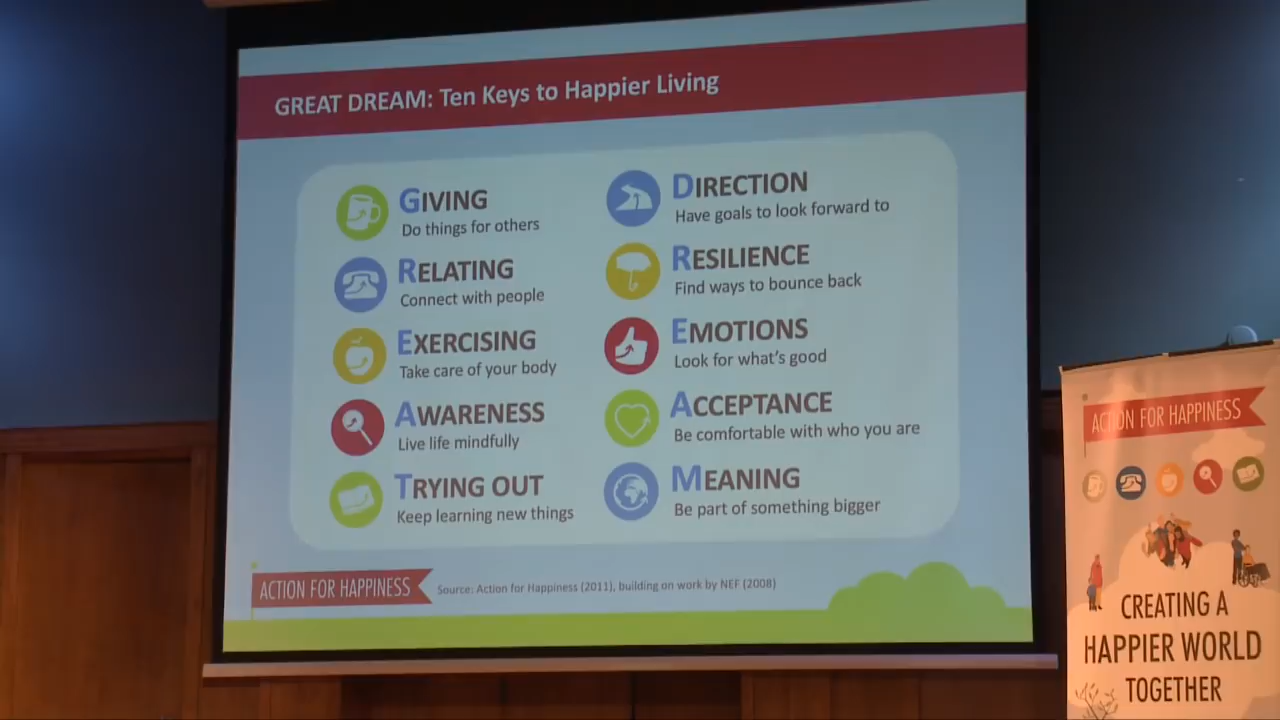 GREAT DREAM: Ten Keys to Happier Living
GIVING
Do things for others
RELATING
Connect with people
EXERCISING
Take care of your body
AWARENESS
Live life mindfully
TRYING OUT
Keep learning new things
DIRECTION
Have goals to look forward to
RESILIENCE
Find ways to bounce back
EMOTIONS
Look for what's good
ACCEPTANCE
Be comfortable with who you are
MEANING
Be part of something bigger
ACTION FOR HAPPINESS
Source: Action for Happiness (2011), building on work by NEF (2008)
ACTION FOR HAPPINESS
CREATING A
HAPPIER WORLD
TOGETHER